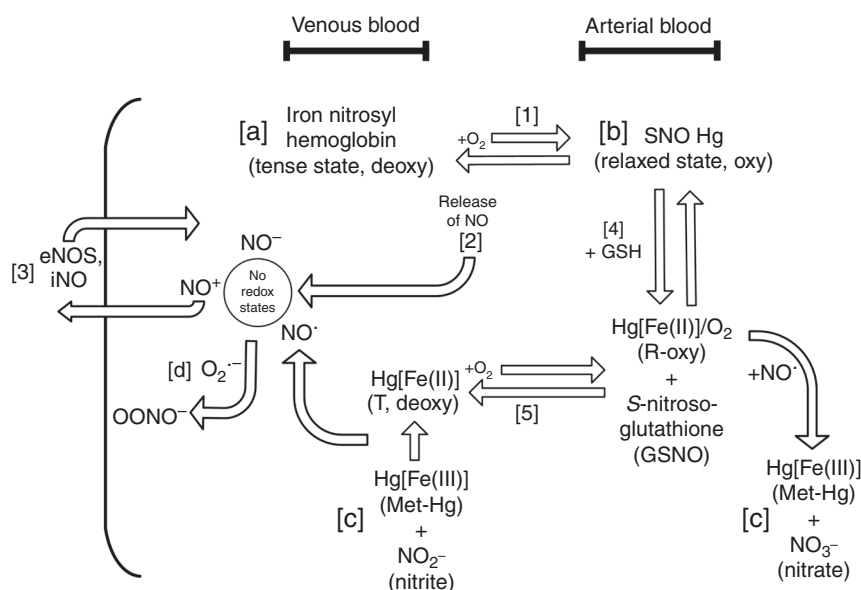 Venous blood
Arterial blood
[a] Iron nitrosyl
hemoglobin
(tense state, deoxy)
[1]
+O₂
[b] SNO Hg
(relaxed state, oxy)
Release
of NO
[2]
[4]
+ GSH
[3] eNOS,
iNO
NO⁻
NO⁺
No
redox
states
NO·
[d] O₂·⁻
OONO⁻
Hg[Fe(II)]
(T, deoxy)
+O₂
[5]
Hg[Fe(II)]/O₂
(R-oxy)
+
S-nitroso-
glutathione
(GSNO)
+NO·
[c] Hg[Fe(III)]
(Met-Hg)
+
NO₂⁻
(nitrite)
[c] Hg[Fe(III)]
(Met-Hg)
+
NO₃⁻
(nitrate)